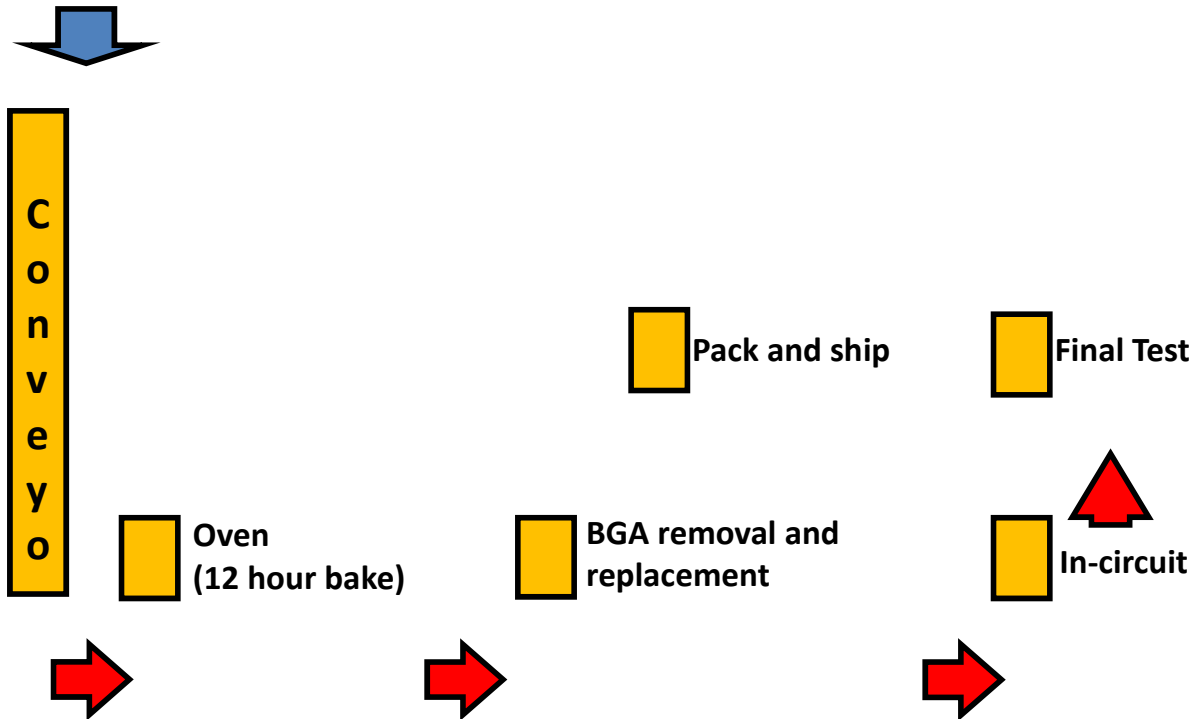 C
o
n
v
e
y
o
Pack and ship
Final Test
Oven
(12 hour bake)
BGA removal and
replacement
In-circuit